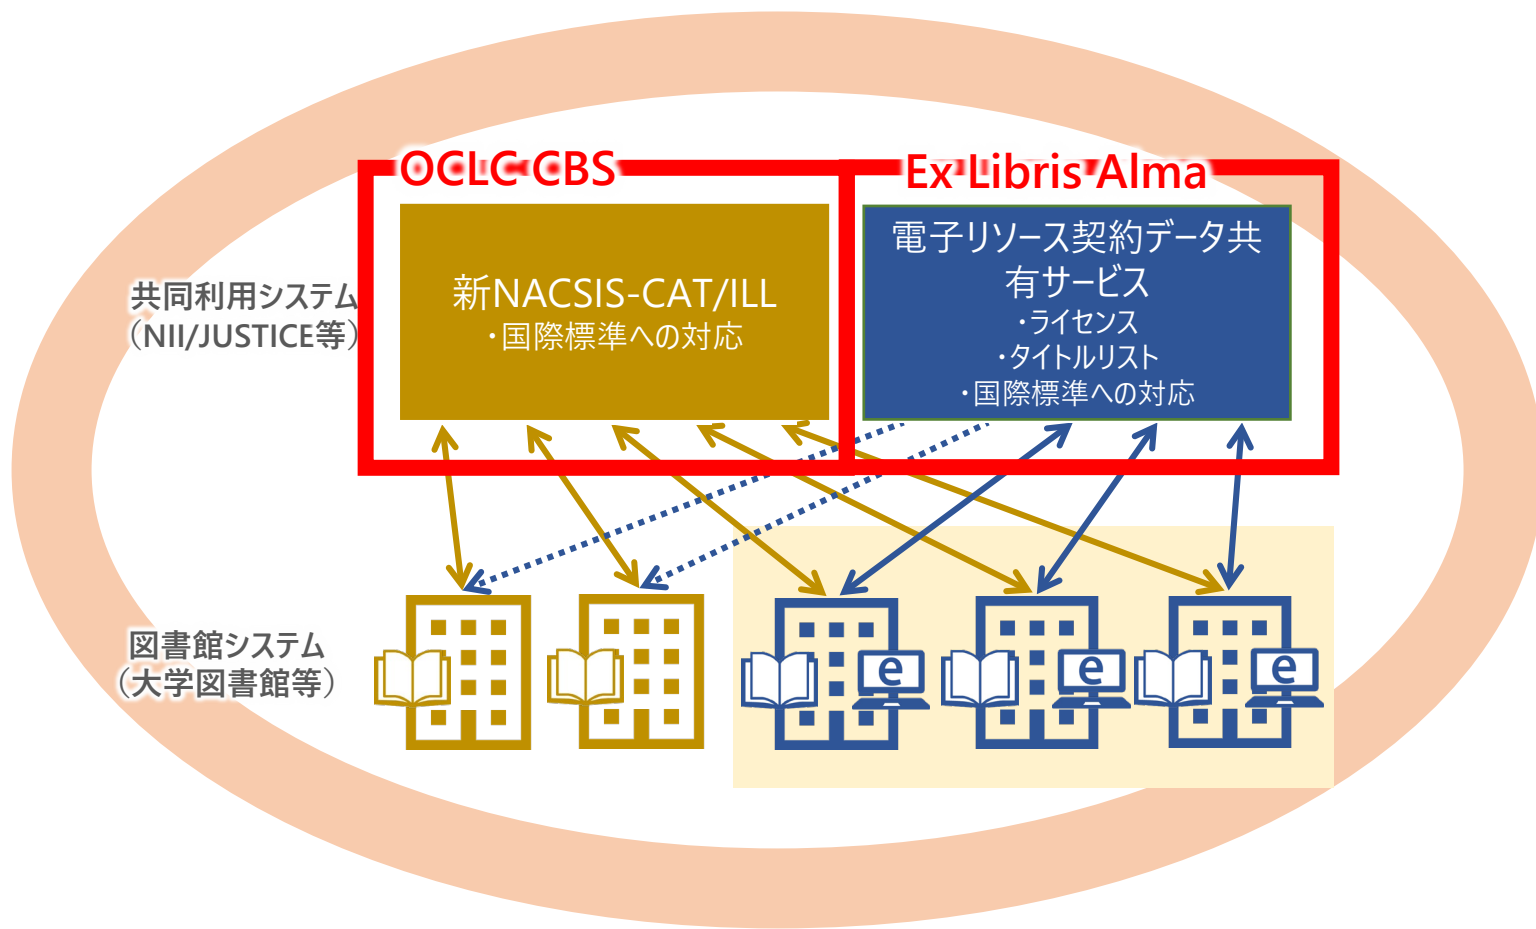 OCLC CBS
Ex Libris Alma
共同利用システム
（NII/JUSTICE等）
新NACSIS-CAT/ILL
・国際標準への対応
電子リソース契約データ共
有サービス
・ライセンス
・タイトルリスト
・国際標準への対応
図書館システム
（大学図書館等）
e
e
e